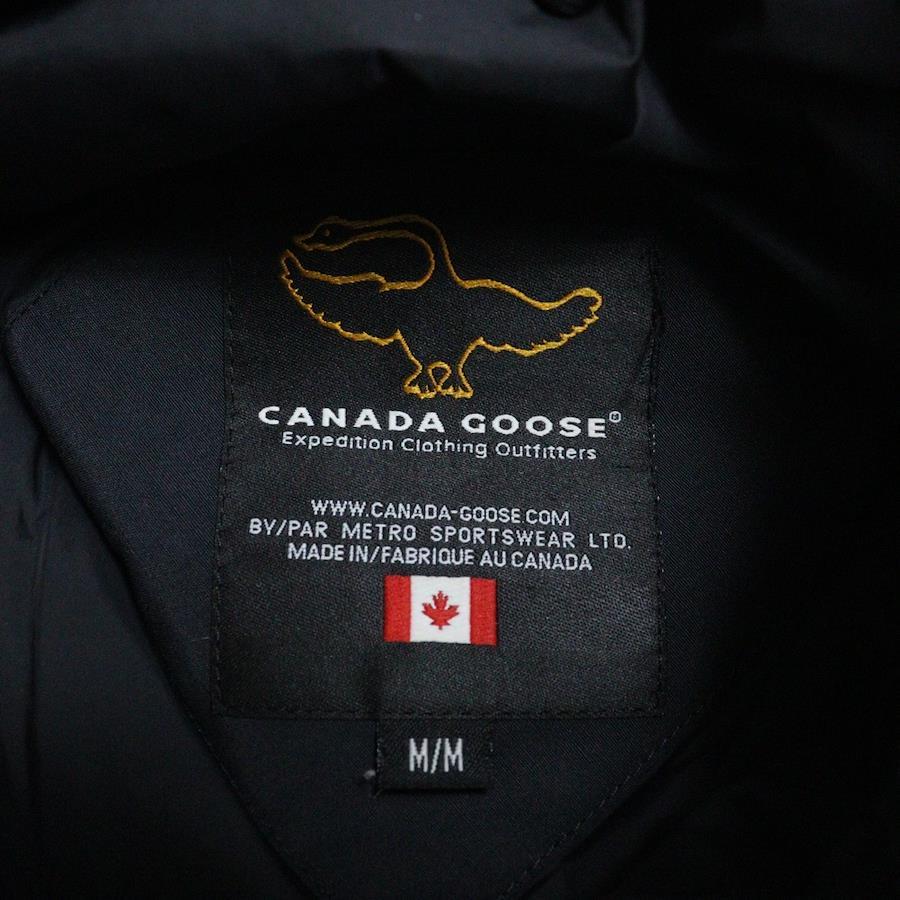 CANADA GOOSE®
Expedition Clothing Outfitters
WWW.CANADA-GOOSE.COM
BY/PAR METRO SPORTSWEAR LTD.
MADE IN/FABRIQUE AU CANADA
M/M